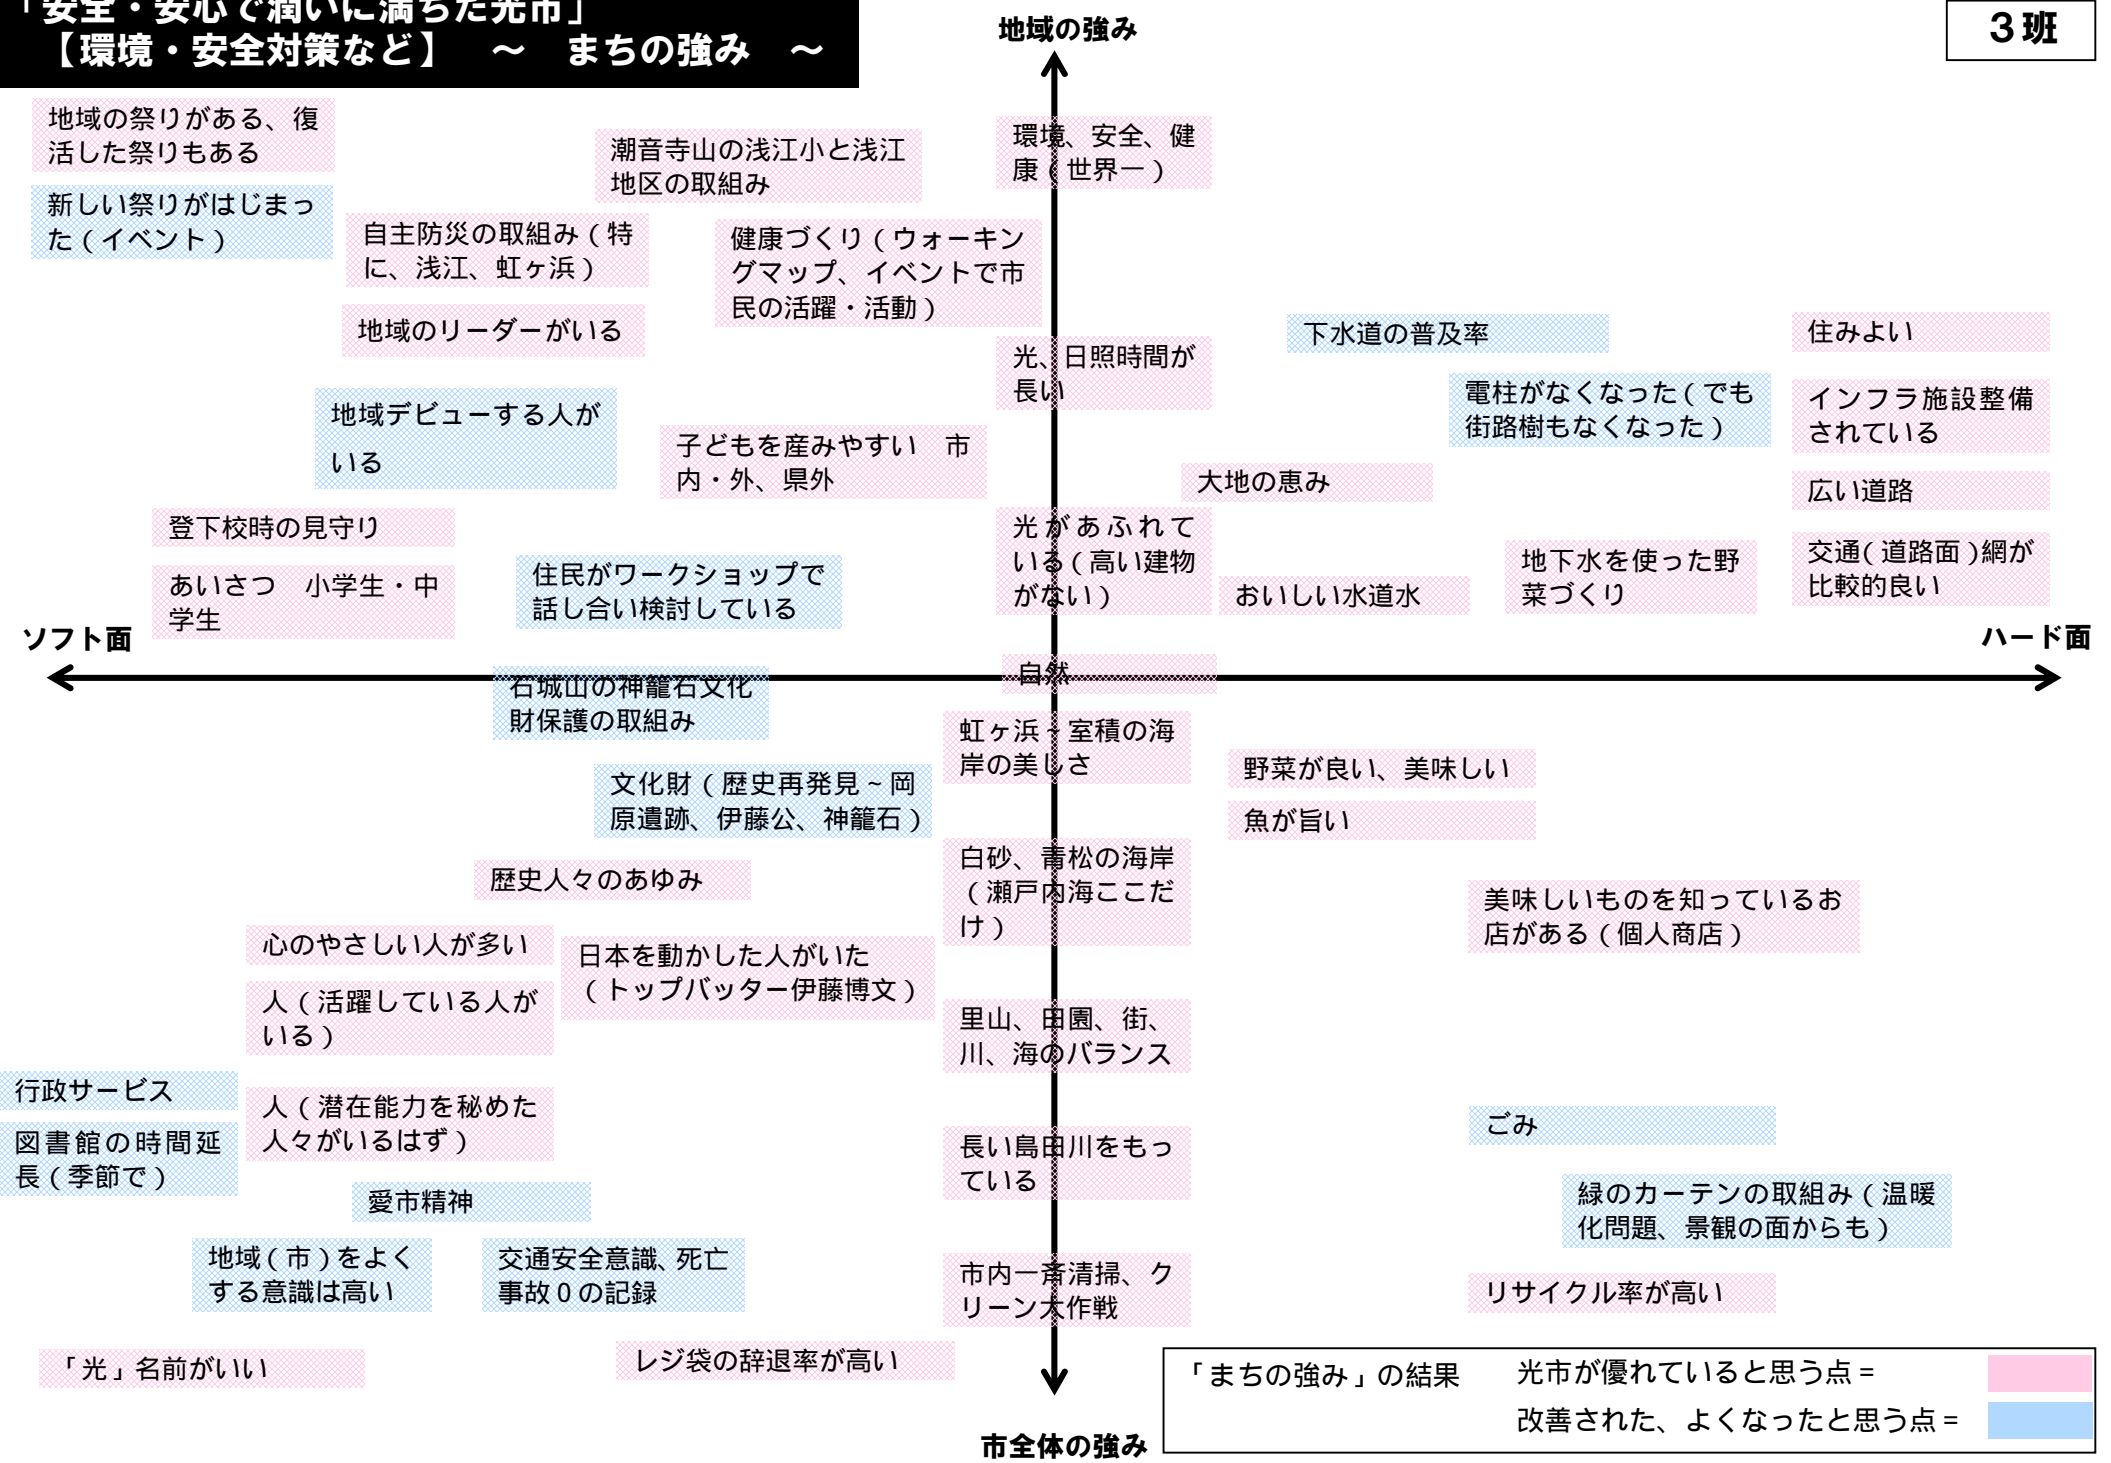 「安全・安心で潤いに満ちた光市」
【環境・安全対策など】　～　まちの強み　～
地域の強み
3班
地域の祭りがある、復
活した祭りもある
新しい祭りがはじまっ
た(イベント)
潮音寺山の浅江小と浅江
地区の取組み
環境、安全、健
康(世界一)
自主防災の取組み(特
に、浅江、虹ヶ浜)
健康づくり(ウォーキン
グマップ、イベントで市
民の活躍・活動)
地域のリーダーがいる
光、日照時間が
長い
下水道の普及率
住みよい
電柱がなくなった(でも
街路樹もなくなった)
インフラ施設整備
されている
地域デビューする人が
いる
子どもを産みやすい　市
内・外、県外
大地の恵み
広い道路
登下校時の見守り
光があふれて
いる(高い建物
がない)
交通(道路面)網が
比較的良い
あいさつ　小学生・中
学生
住民がワークショップで
話し合い検討している
おいしい水道水
地下水を使った野
菜づくり
ソフト面
ハード面
自然
石城山の神籠石文化
財保護の取組み
虹ヶ浜~室積の海
岸の美しさ
野菜が良い、美味しい
文化財(歴史再発見~岡
原遺跡、伊藤公、神籠石)
魚が旨い
白砂、青松の海岸
(瀬戸内海ここだ
け)
歴史人々のあゆみ
美味しいものを知っているお
店がある(個人商店)
心のやさしい人が多い
日本を動かした人がいた
(トップバッター伊藤博文)
人(活躍している人が
いる)
里山、田園、街、
川、海のバランス
行政サービス
人(潜在能力を秘めた
人々がいるはず)
図書館の時間延
長(季節で)
ごみ
長い島田川をもっ
ている
愛市精神
緑のカーテンの取組み(温暖
化問題、景観の面からも)
地域(市)をよく
する意識は高い
交通安全意識、死亡
事故0の記録
市内一斉清掃、ク
リーン大作戦
リサイクル率が高い
「光」名前がいい
レジ袋の辞退率が高い
「まちの強み」の結果　光市が優れていると思う点=
改善された、よくなったと思う点=
市全体の強み